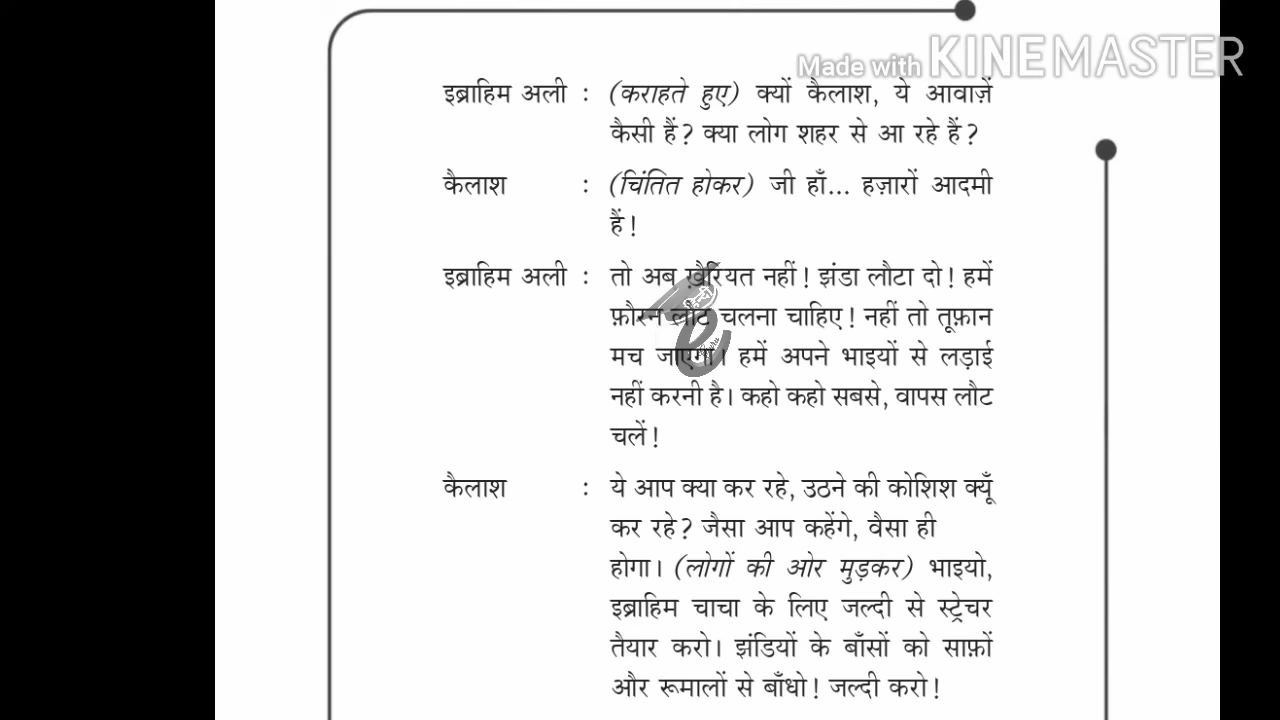 Made with KINEMASTER
इब्राहिम अली : (कराहते हुए) क्यों कैलाश, ये आवाज़ें
कैसी हैं? क्या लोग शहर से आ रहे हैं?
कैलाश : (चिंतित होकर) जी हाँ... हज़ारों आदमी
हैं!
इब्राहिम अली : तो अब ख़ैरियत नहीं! झंडा लौटा दो! हमें
फ़ौरन लौट चलना चाहिए! नहीं तो तूफ़ान
मच जाएगा। हमें अपने भाइयों से लड़ाई
नहीं करनी है। कहो कहो सबसे, वापस लौट
चलें!
कैलाश : ये आप क्या कर रहे, उठने की कोशिश क्यूँ
कर रहे? जैसा आप कहेंगे, वैसा ही
होगा। (लोगों की ओर मुड़कर) भाइयो,
इब्राहिम चाचा के लिए जल्दी से स्ट्रेचर
तैयार करो। झंडियों के बाँसों को साफ़ों
और रूमालों से बाँधो! जल्दी करो!